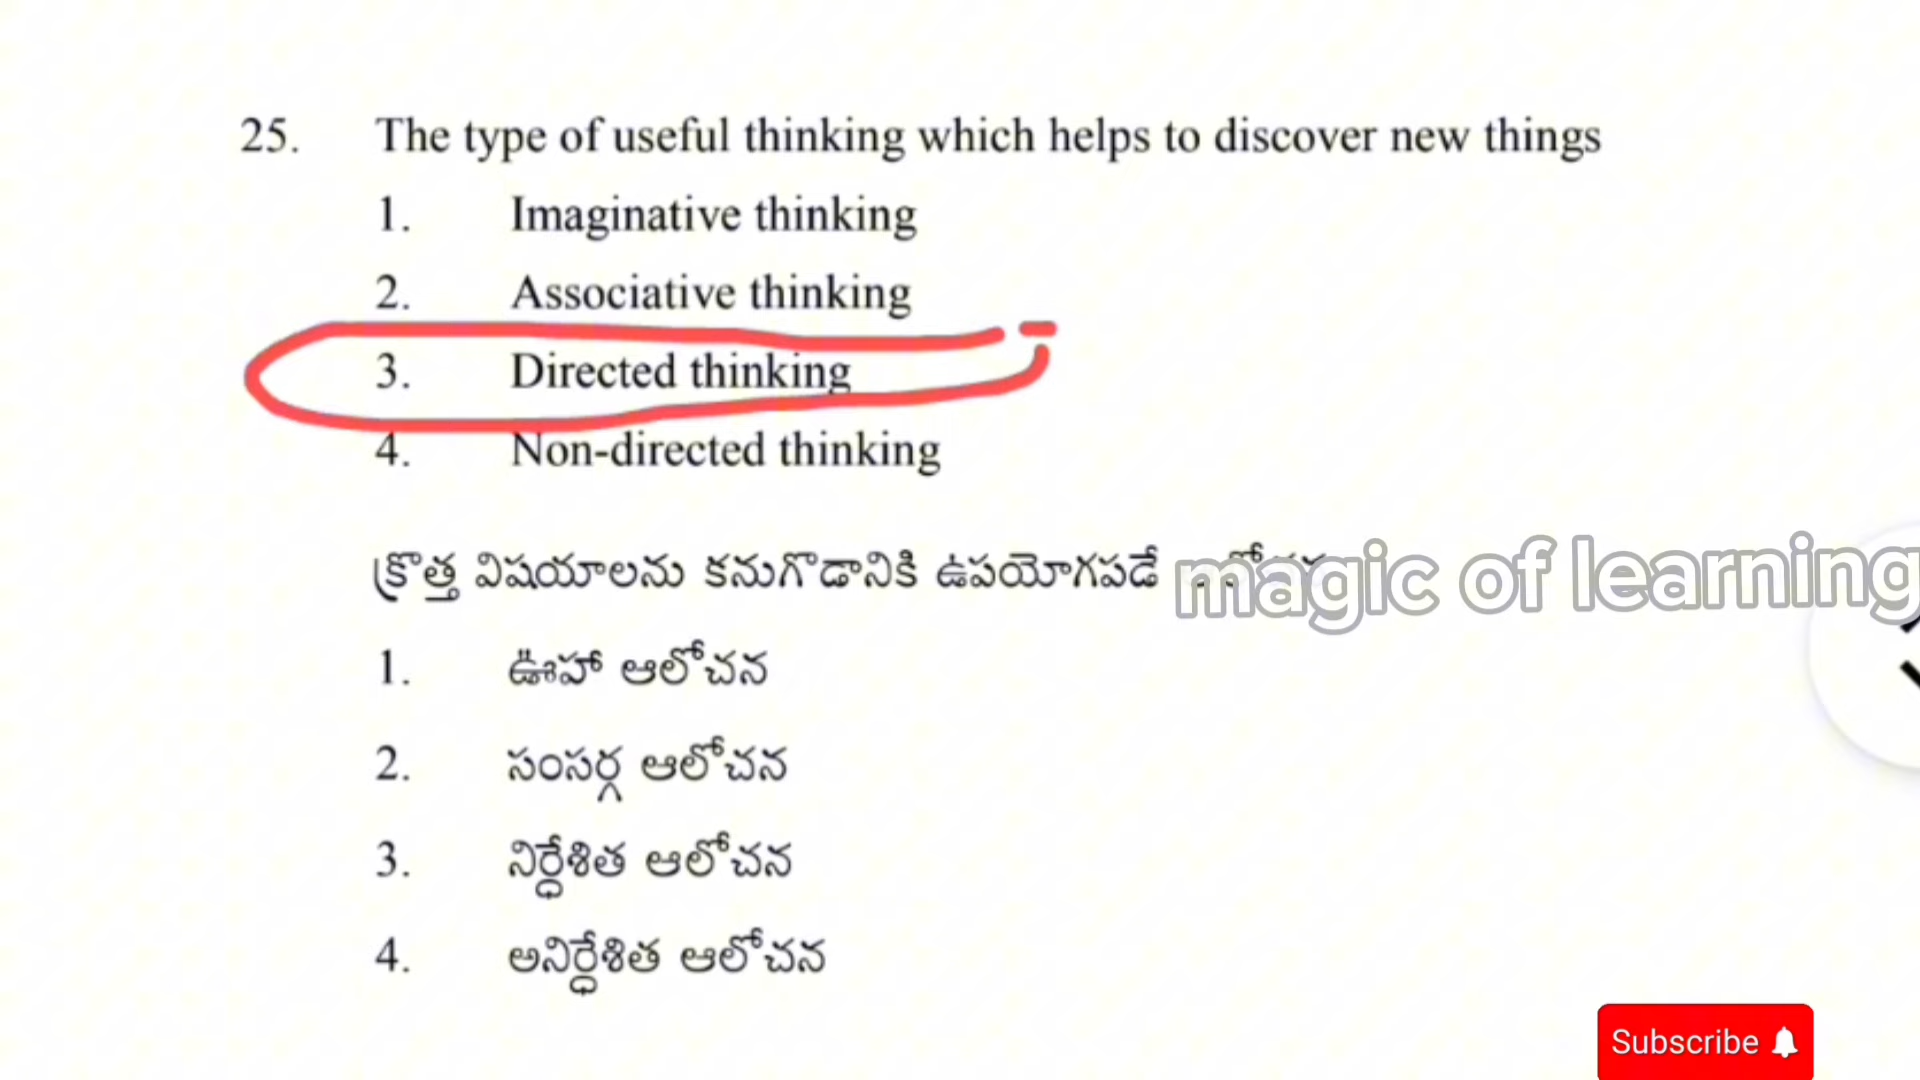 25. The type of useful thinking which helps to discover new things
1. Imaginative thinking
2. Associative thinking
3. Directed thinking
4. Non-directed thinking
క్రొత్త విషయాలను కనుగొడానికి ఉపయోగపడే
magic of learning
1. ఊహా ఆలోచన
2. సంసర్గ ఆలోచన
3. నిర్ధేశిత ఆలోచన
4. అనిర్ధేశిత ఆలోచన
Subscribe